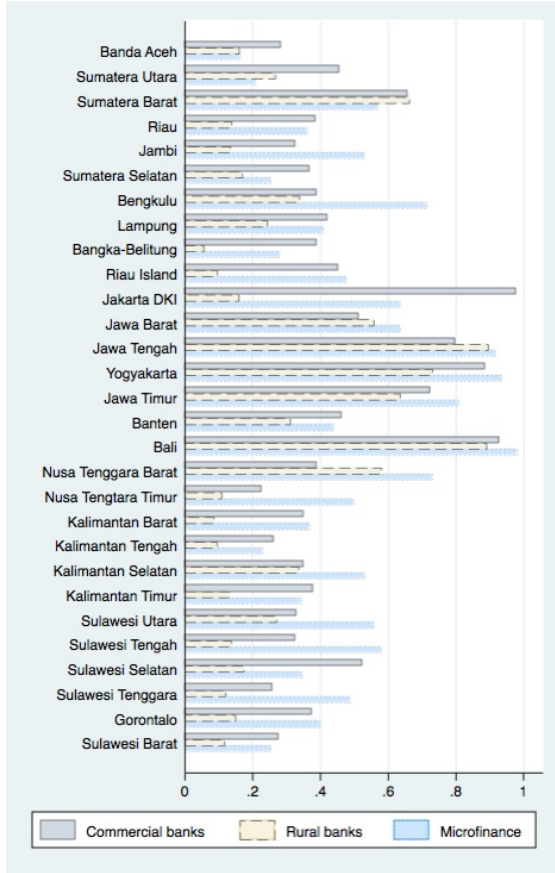 Banda Aceh
Sumatera Utara
Sumatera Barat
Riau
Jambi
Sumatera Selatan
Bengkulu
Lampung
Bangka-Belitung
Riau Island
Jakarta DKI
Jawa Barat
Jawa Tengah
Yogyakarta
Jawa Timur
Banten
Bali
Nusa Tenggara Barat
Nusa Tengtara Timur
Kalimantan Barat
Kalimantan Tengah
Kalimantan Selatan
Kalimantan Timur
Sulawesi Utara
Sulawesi Tengah
Sulawesi Selatan
Sulawesi Tenggara
Gorontalo
Sulawesi Barat
0 .2 .4 .6 .8 1
Commercial banks Rural banks Microfinance